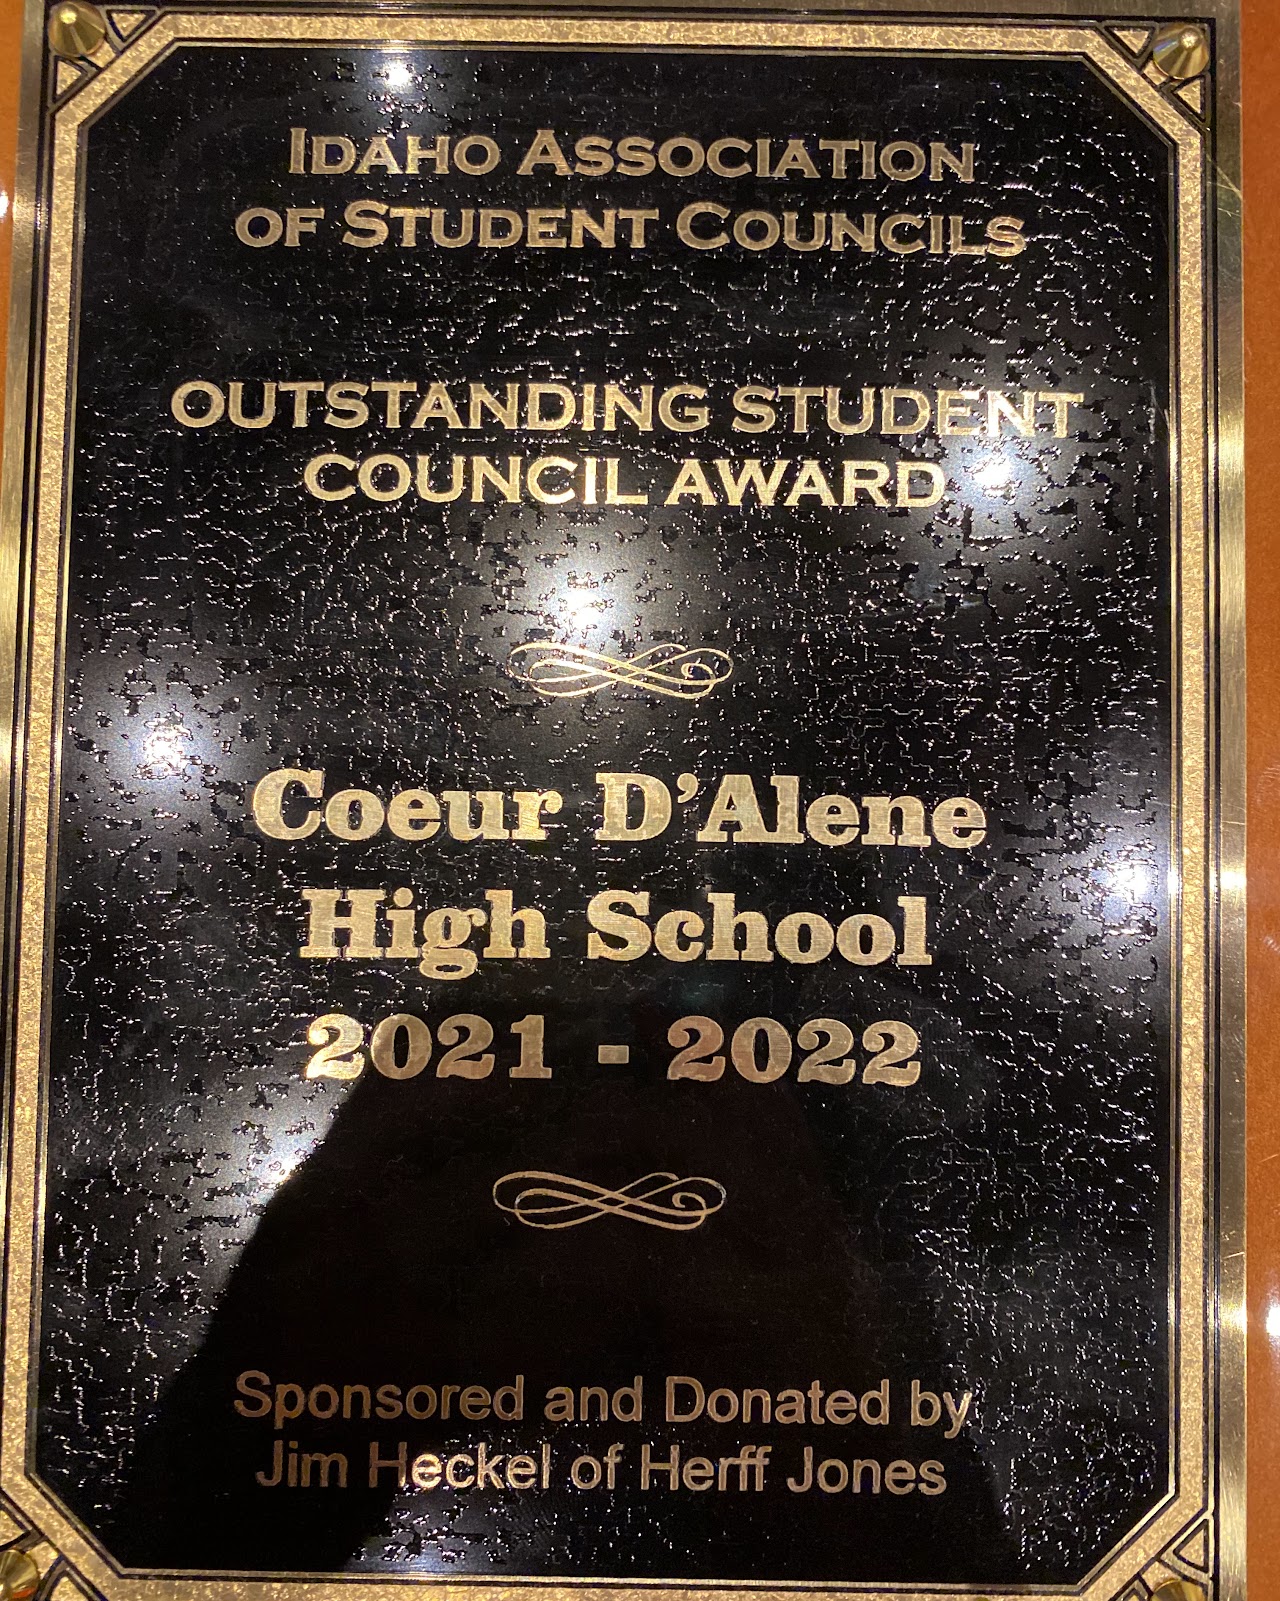 Idaho Association
of Student Councils
OUTSTANDING STUDENT
COUNCIL AWARD
Coeur D'Alene
High School
2021 - 2022
Sponsored and Donated by
Jim Heckel of Herff Jones